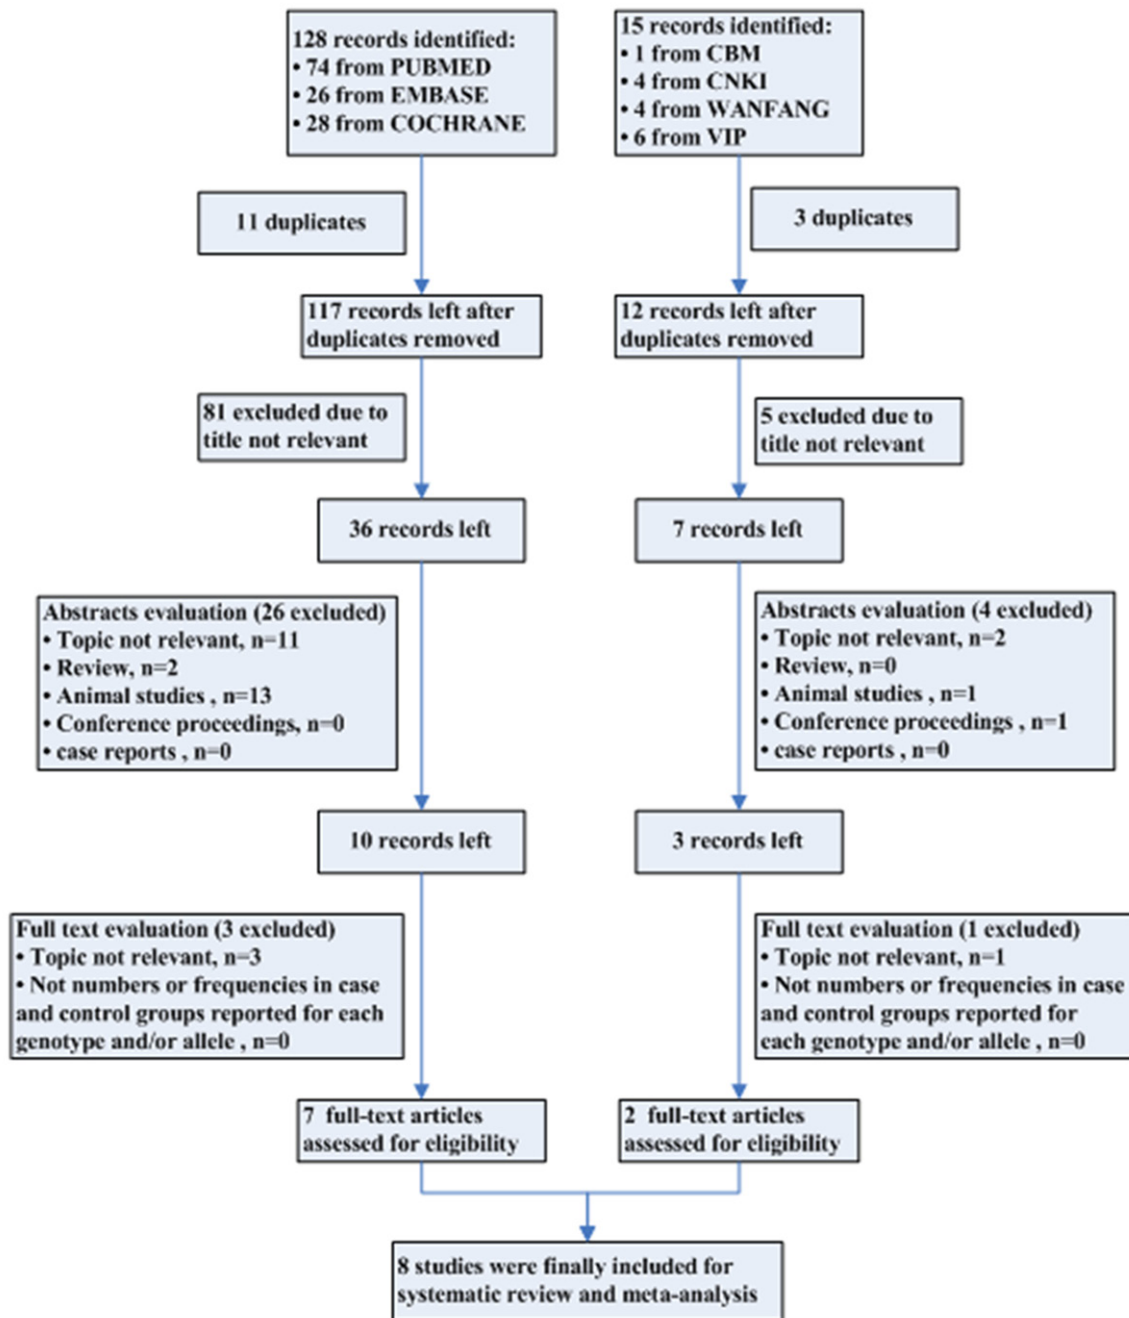 128 records identified:
• 74 from PUBMED
• 26 from EMBASE
• 28 from COCHRANE
15 records identified:
• 1 from CBM
• 4 from CNKI
• 4 from WANFANG
• 6 from VIP
11 duplicates
3 duplicates
117 records left after
duplicates removed
12 records left after
duplicates removed
81 excluded due to
title not relevant
5 excluded due to
title not relevant
36 records left
7 records left
Abstracts evaluation (26 excluded)
• Topic not relevant, n=11
• Review, n=2
• Animal studies , n=13
• Conference proceedings, n=0
• case reports , n=0
Abstracts evaluation (4 excluded)
• Topic not relevant, n=2
• Review, n=0
• Animal studies , n=1
• Conference proceedings , n=1
• case reports , n=0
10 records left
3 records left
Full text evaluation (3 excluded)
• Topic not relevant, n=3
• Not numbers or frequencies in case
and control groups reported for each
genotype and/or allele , n=0
Full text evaluation (1 excluded)
• Topic not relevant, n=1
• Not numbers or frequencies in case
and control groups reported for
each genotype and/or allele , n=0
7 full-text articles
assessed for eligibility
2 full-text articles
assessed for eligibility
8 studies were finally included for
systematic review and meta-analysis